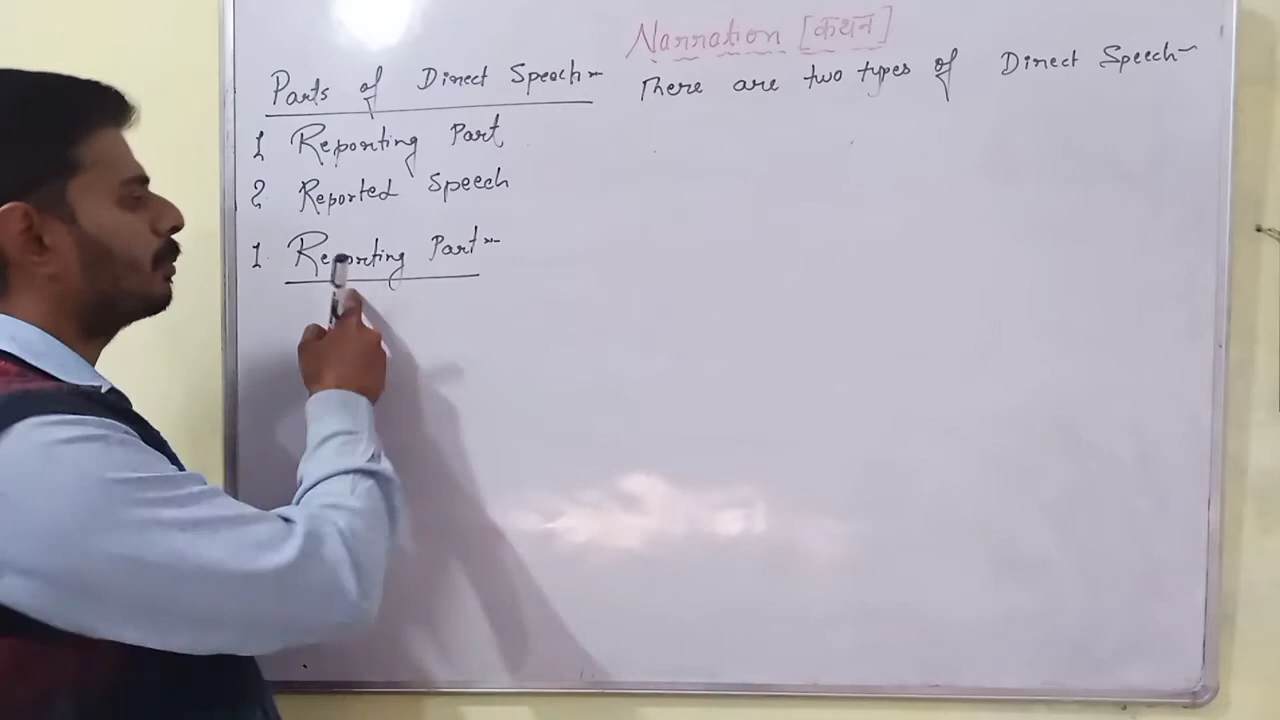 Narration [कथन]
Parts of Direct Speech- There are two types of Direct Speech-
1 Reporting Part
2 Reported Speech
1. Reporting Part-